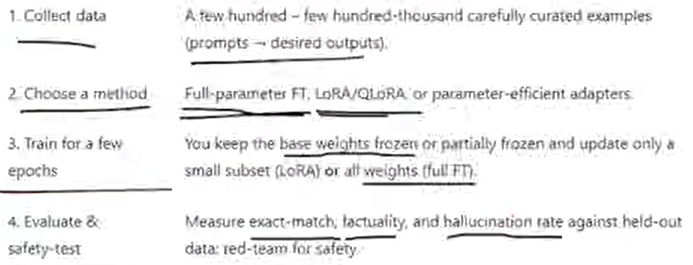 1. Collect data
A few hundred – few hundred-thousand carefully curated examples
(prompts → desired outputs).
2. Choose a method
Full-parameter FT, LoRA/QLoRA, or parameter-efficient adapters.
3. Train for a few
epochs
You keep the base weights frozen or partially frozen and update only a
small subset (LoRA) or all weights (full FT).
4. Evaluate &
safety-test
Measure exact-match, factuality, and hallucination rate against held-out
data; red-team for safety.